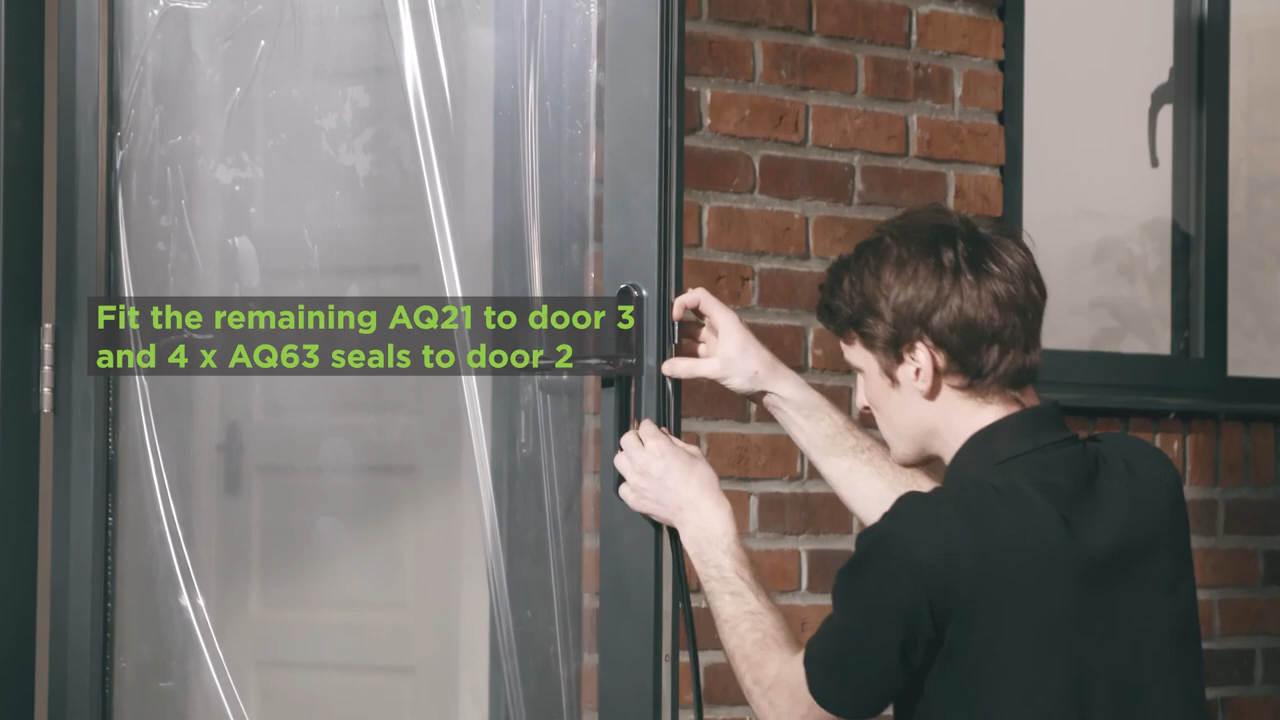 Fit the remaining AQ21 to door 3
and 4 x AQ63 seals to door 2